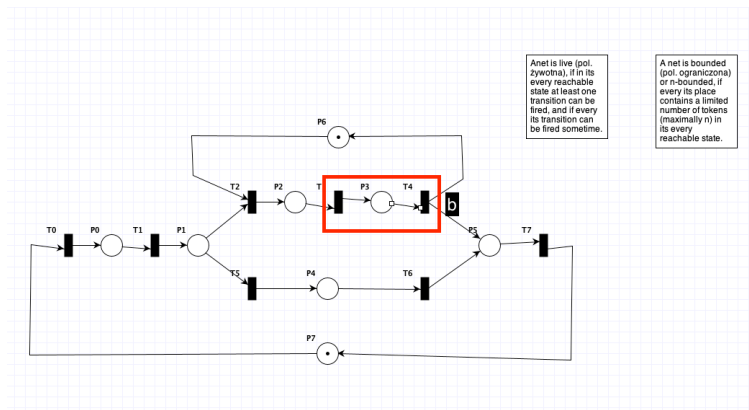 Anet is live (pol.
żywotna), if in its
every reachable
state at least one
transition can be
fired, and if every
its transition can
be fired sometime.
A net is bounded
(pol. ograniczona)
or n-bounded, if
every its place
contains a limited
number of tokens
(maximally n) in
its every
reachable state.
P6
T2
P2
P3
T4
b
T0
P0
T1
P1
P5
T7
T5
P4
T6
P7